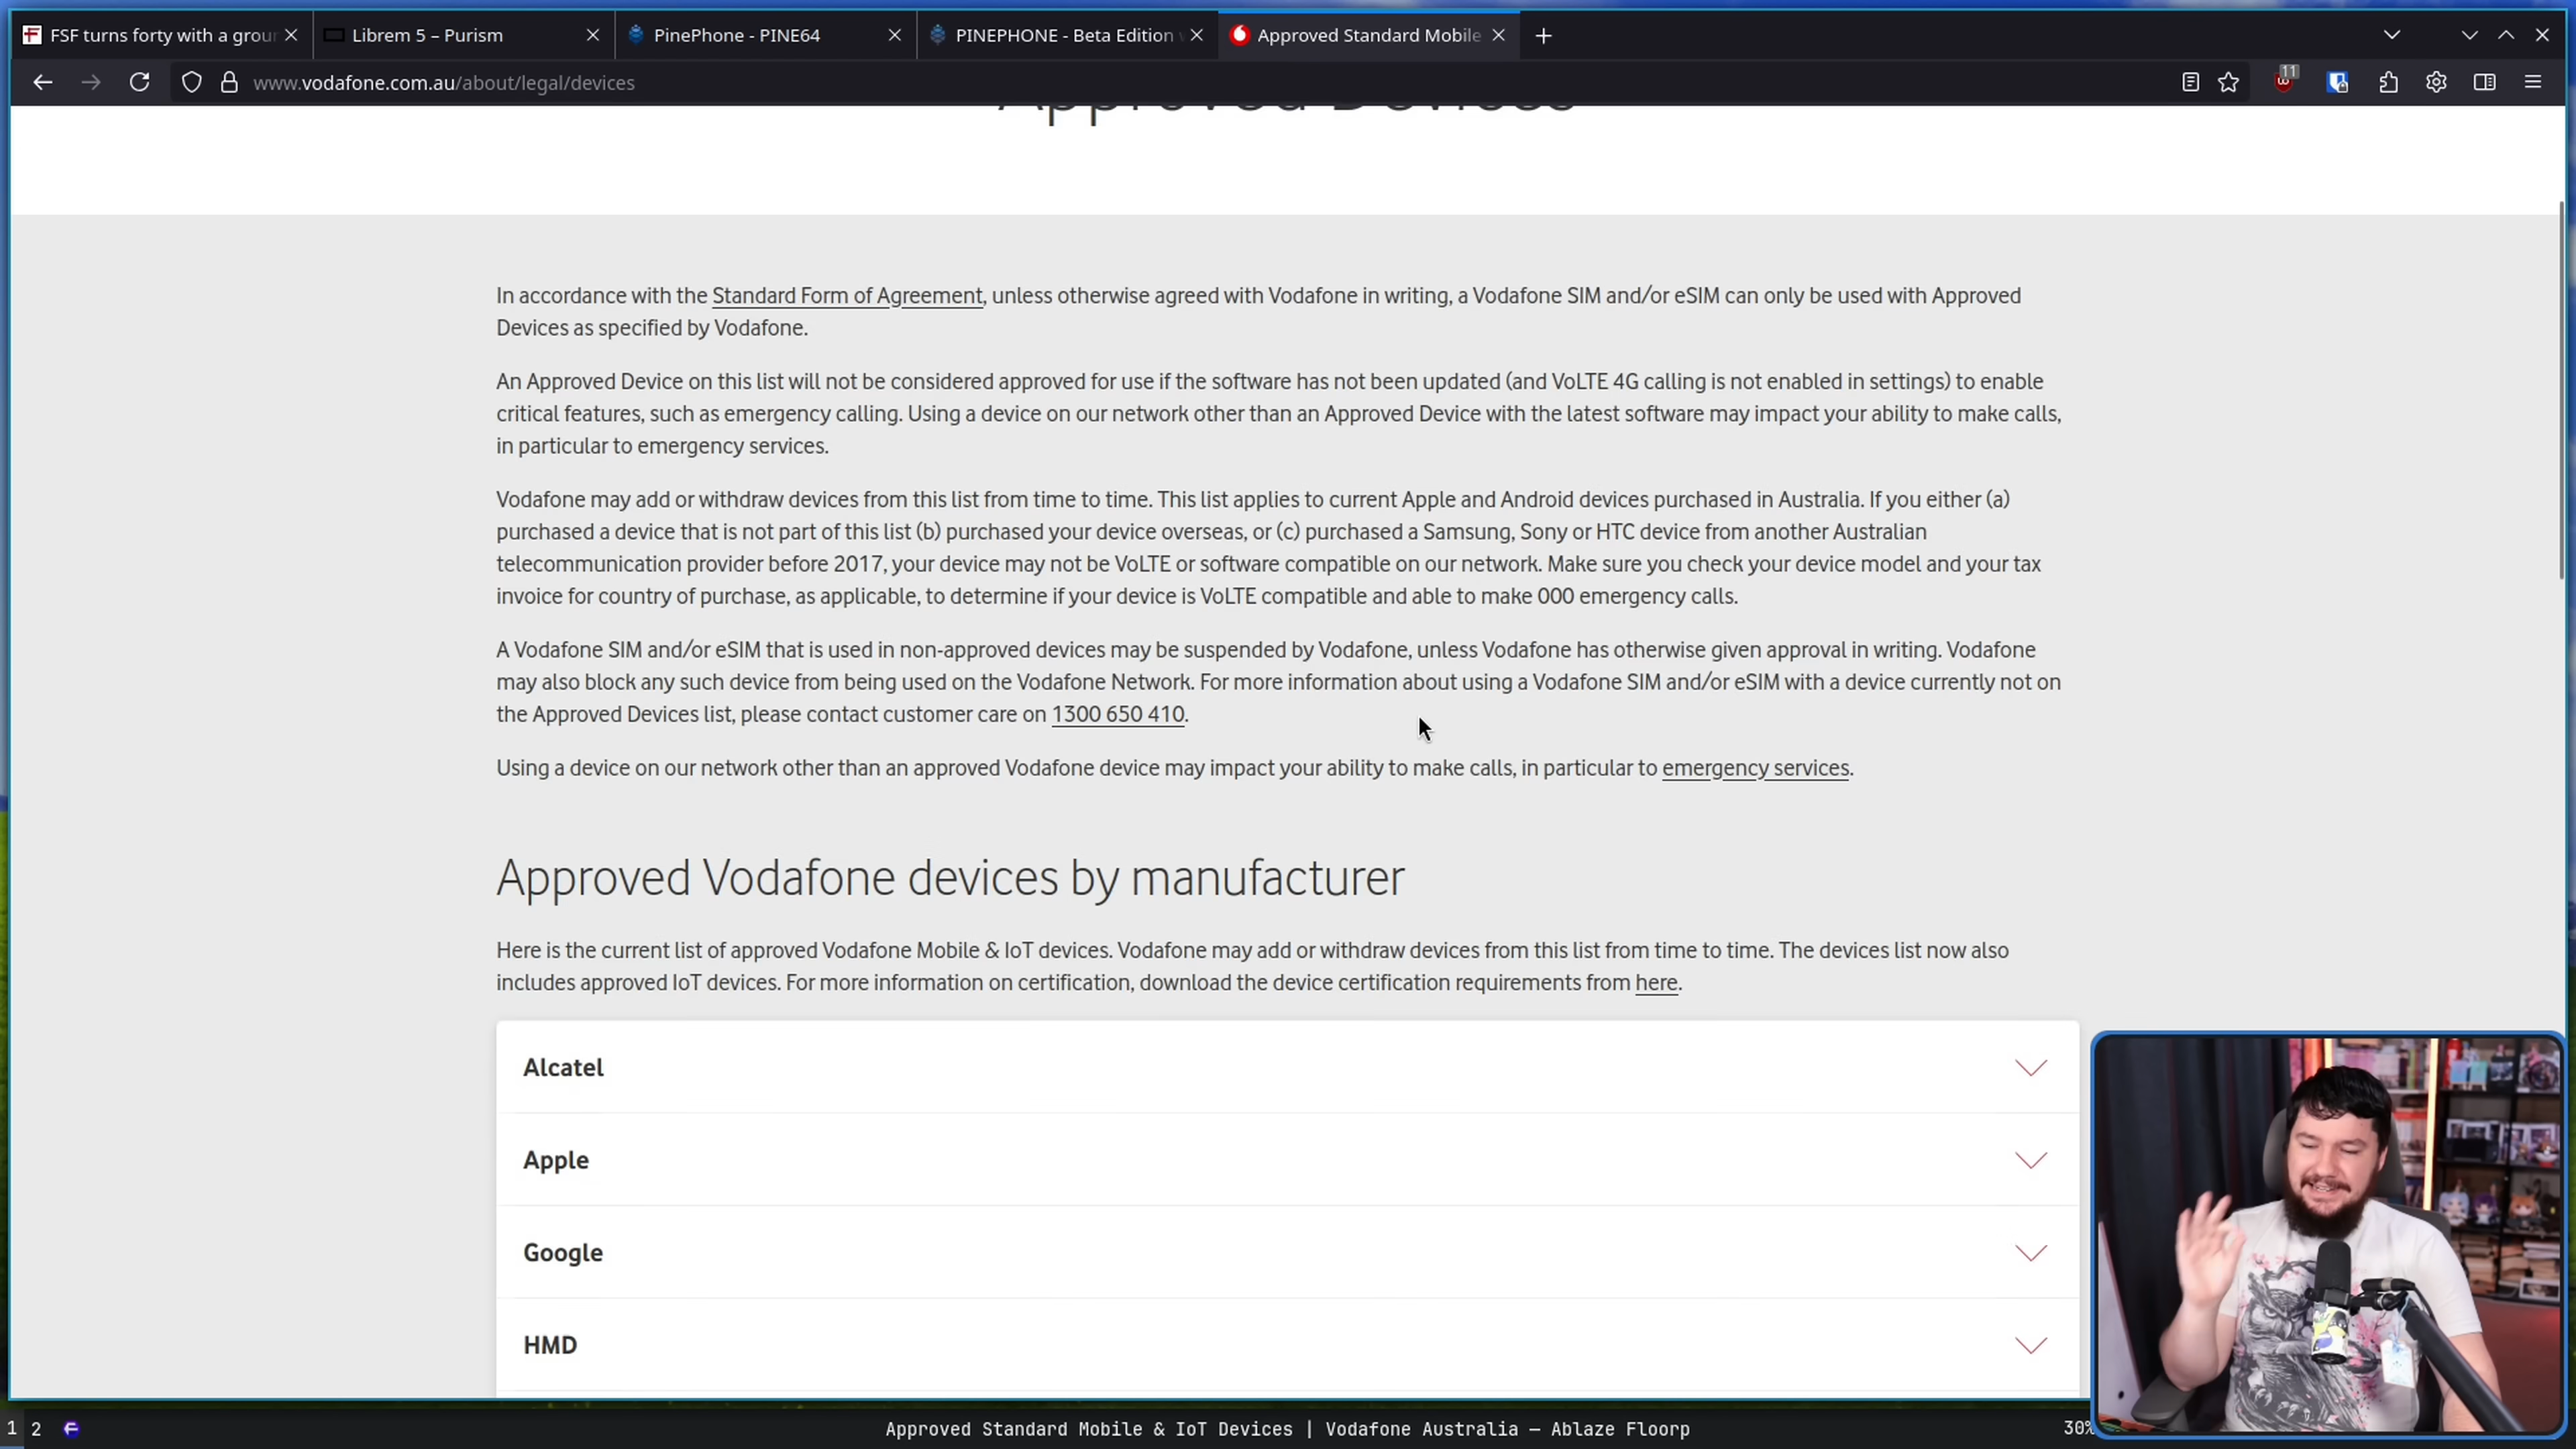 FSF turns forty with a grou
Librem 5 – Purism
PinePhone - PINE64
PINEPHONE - Beta Edition
Approved Standard Mobile
www.vodafone.com.au/about/legal/devices
11
Approved Devices
In accordance with the Standard Form of Agreement, unless otherwise agreed with Vodafone in writing, a Vodafone SIM and/or eSIM can only be used with Approved
Devices as specified by Vodafone.
An Approved Device on this list will not be considered approved for use if the software has not been updated (and VoLTE 4G calling is not enabled in settings) to enable
critical features, such as emergency calling. Using a device on our network other than an Approved Device with the latest software may impact your ability to make calls,
in particular to emergency services.
Vodafone may add or withdraw devices from this list from time to time. This list applies to current Apple and Android devices purchased in Australia. If you either (a)
purchased a device that is not part of this list (b) purchased your device overseas, or (c) purchased a Samsung, Sony or HTC device from another Australian
telecommunication provider before 2017, your device may not be VoLTE or software compatible on our network. Make sure you check your device model and your tax
invoice for country of purchase, as applicable, to determine if your device is VoLTE compatible and able to make 000 emergency calls.
A Vodafone SIM and/or eSIM that is used in non-approved devices may be suspended by Vodafone, unless Vodafone has otherwise given approval in writing. Vodafone
may also block any such device from being used on the Vodafone Network. For more information about using a Vodafone SIM and/or eSIM with a device currently not on
the Approved Devices list, please contact customer care on 1300 650 410.
Using a device on our network other than an approved Vodafone device may impact your ability to make calls, in particular to emergency services.
Approved Vodafone devices by manufacturer
Here is the current list of approved Vodafone Mobile & IoT devices. Vodafone may add or withdraw devices from this list from time to time. The devices list now also
includes approved IoT devices. For more information on certification, download the device certification requirements from here.
Alcatel
Apple
Google
HMD
1 2
Approved Standard Mobile & IoT Devices | Vodafone Australia — Ablaze Floorp
30%